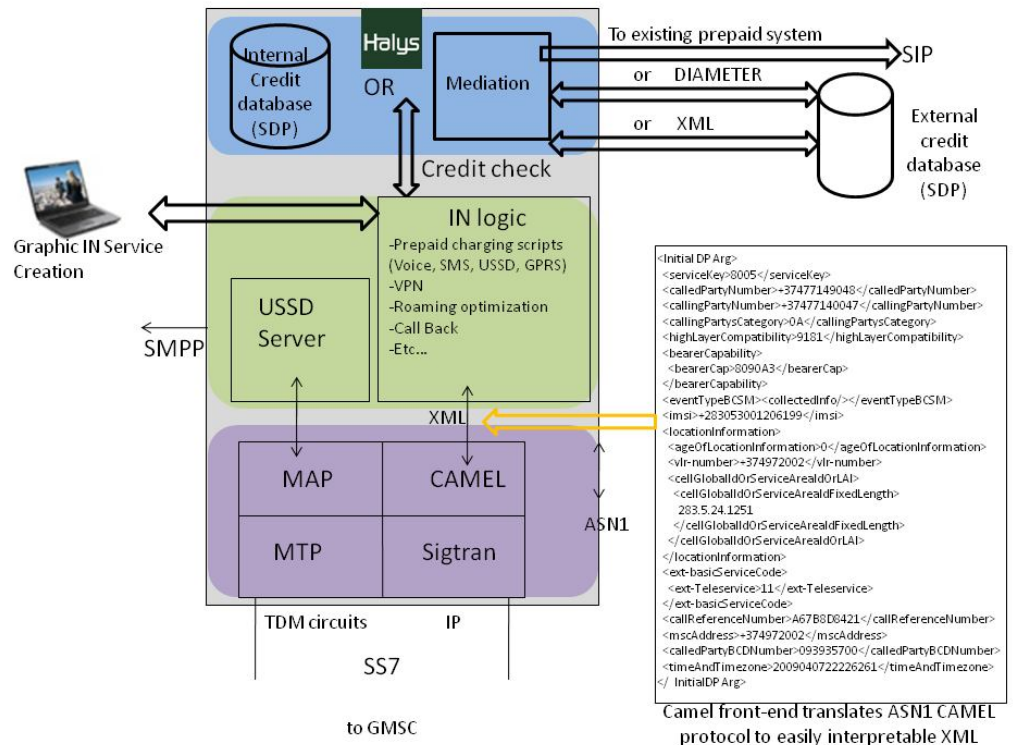 Halys
Internal
Credit
database
(SDP)
OR
Mediation
To existing prepaid system
SIP
or DIAMETER
or XML
External
credit
database
(SDP)
Credit check
Graphic IN Service
Creation
IN logic
-Prepaid charging scripts
(Voice, SMS, USSD, GPRS)
-VPN
-Roaming optimization
-Call Back
-Etc...
USSD
Server
SMPP
XML
MAP
CAMEL
MTP
Sigtran
ASN1
TDM circuits
IP
SS7
to GMSC
<Initial DP Arg>
<serviceKey>8005</serviceKey>
<calledPartyNumber>+37477149048</calledPartyNumber>
<callingPartyNumber>+37477140047</callingPartyNumber>
<callingPartysCategory>0A</callingPartysCategory>
<highLayerCompatibility>9181</highLayerCompatibility>
<bearerCapability>
<bearerCap>8090A3</bearerCap>
</bearerCapability>
<eventTypeBCSM><collectedInfo/></eventTypeBCSM>
<imsi>+283053001206199</imsi>
<locationInformation>
<ageOfLocationInformation>0</ageOfLocationInformation>
<vlr-number>+374972002</vlr-number>
<cellGlobalIdOrServiceAreaIdOrLAI>
<cellGlobalIdOrServiceAreaIdFixedLength>
283.5.24.1251
</cellGlobalIdOrServiceAreaIdFixedLength>
</cellGlobalIdOrServiceAreaIdOrLAI>
</locationInformation>
<ext-basicServiceCode>
<ext-Teleservice>11</ext-Teleservice>
</ext-basicServiceCode>
<callReferenceNumber>A67B8D8421</callReferenceNumber>
<mscAddress>+374972002</mscAddress>
<calledPartyBCDNumber>093935700</calledPartyBCDNumber>
<timeAndTimezone>2009040722226261</timeAndTimezone>
</ InitialDP Arg>
Camel front-end translates ASN1 CAMEL
protocol to easily interpretable XML